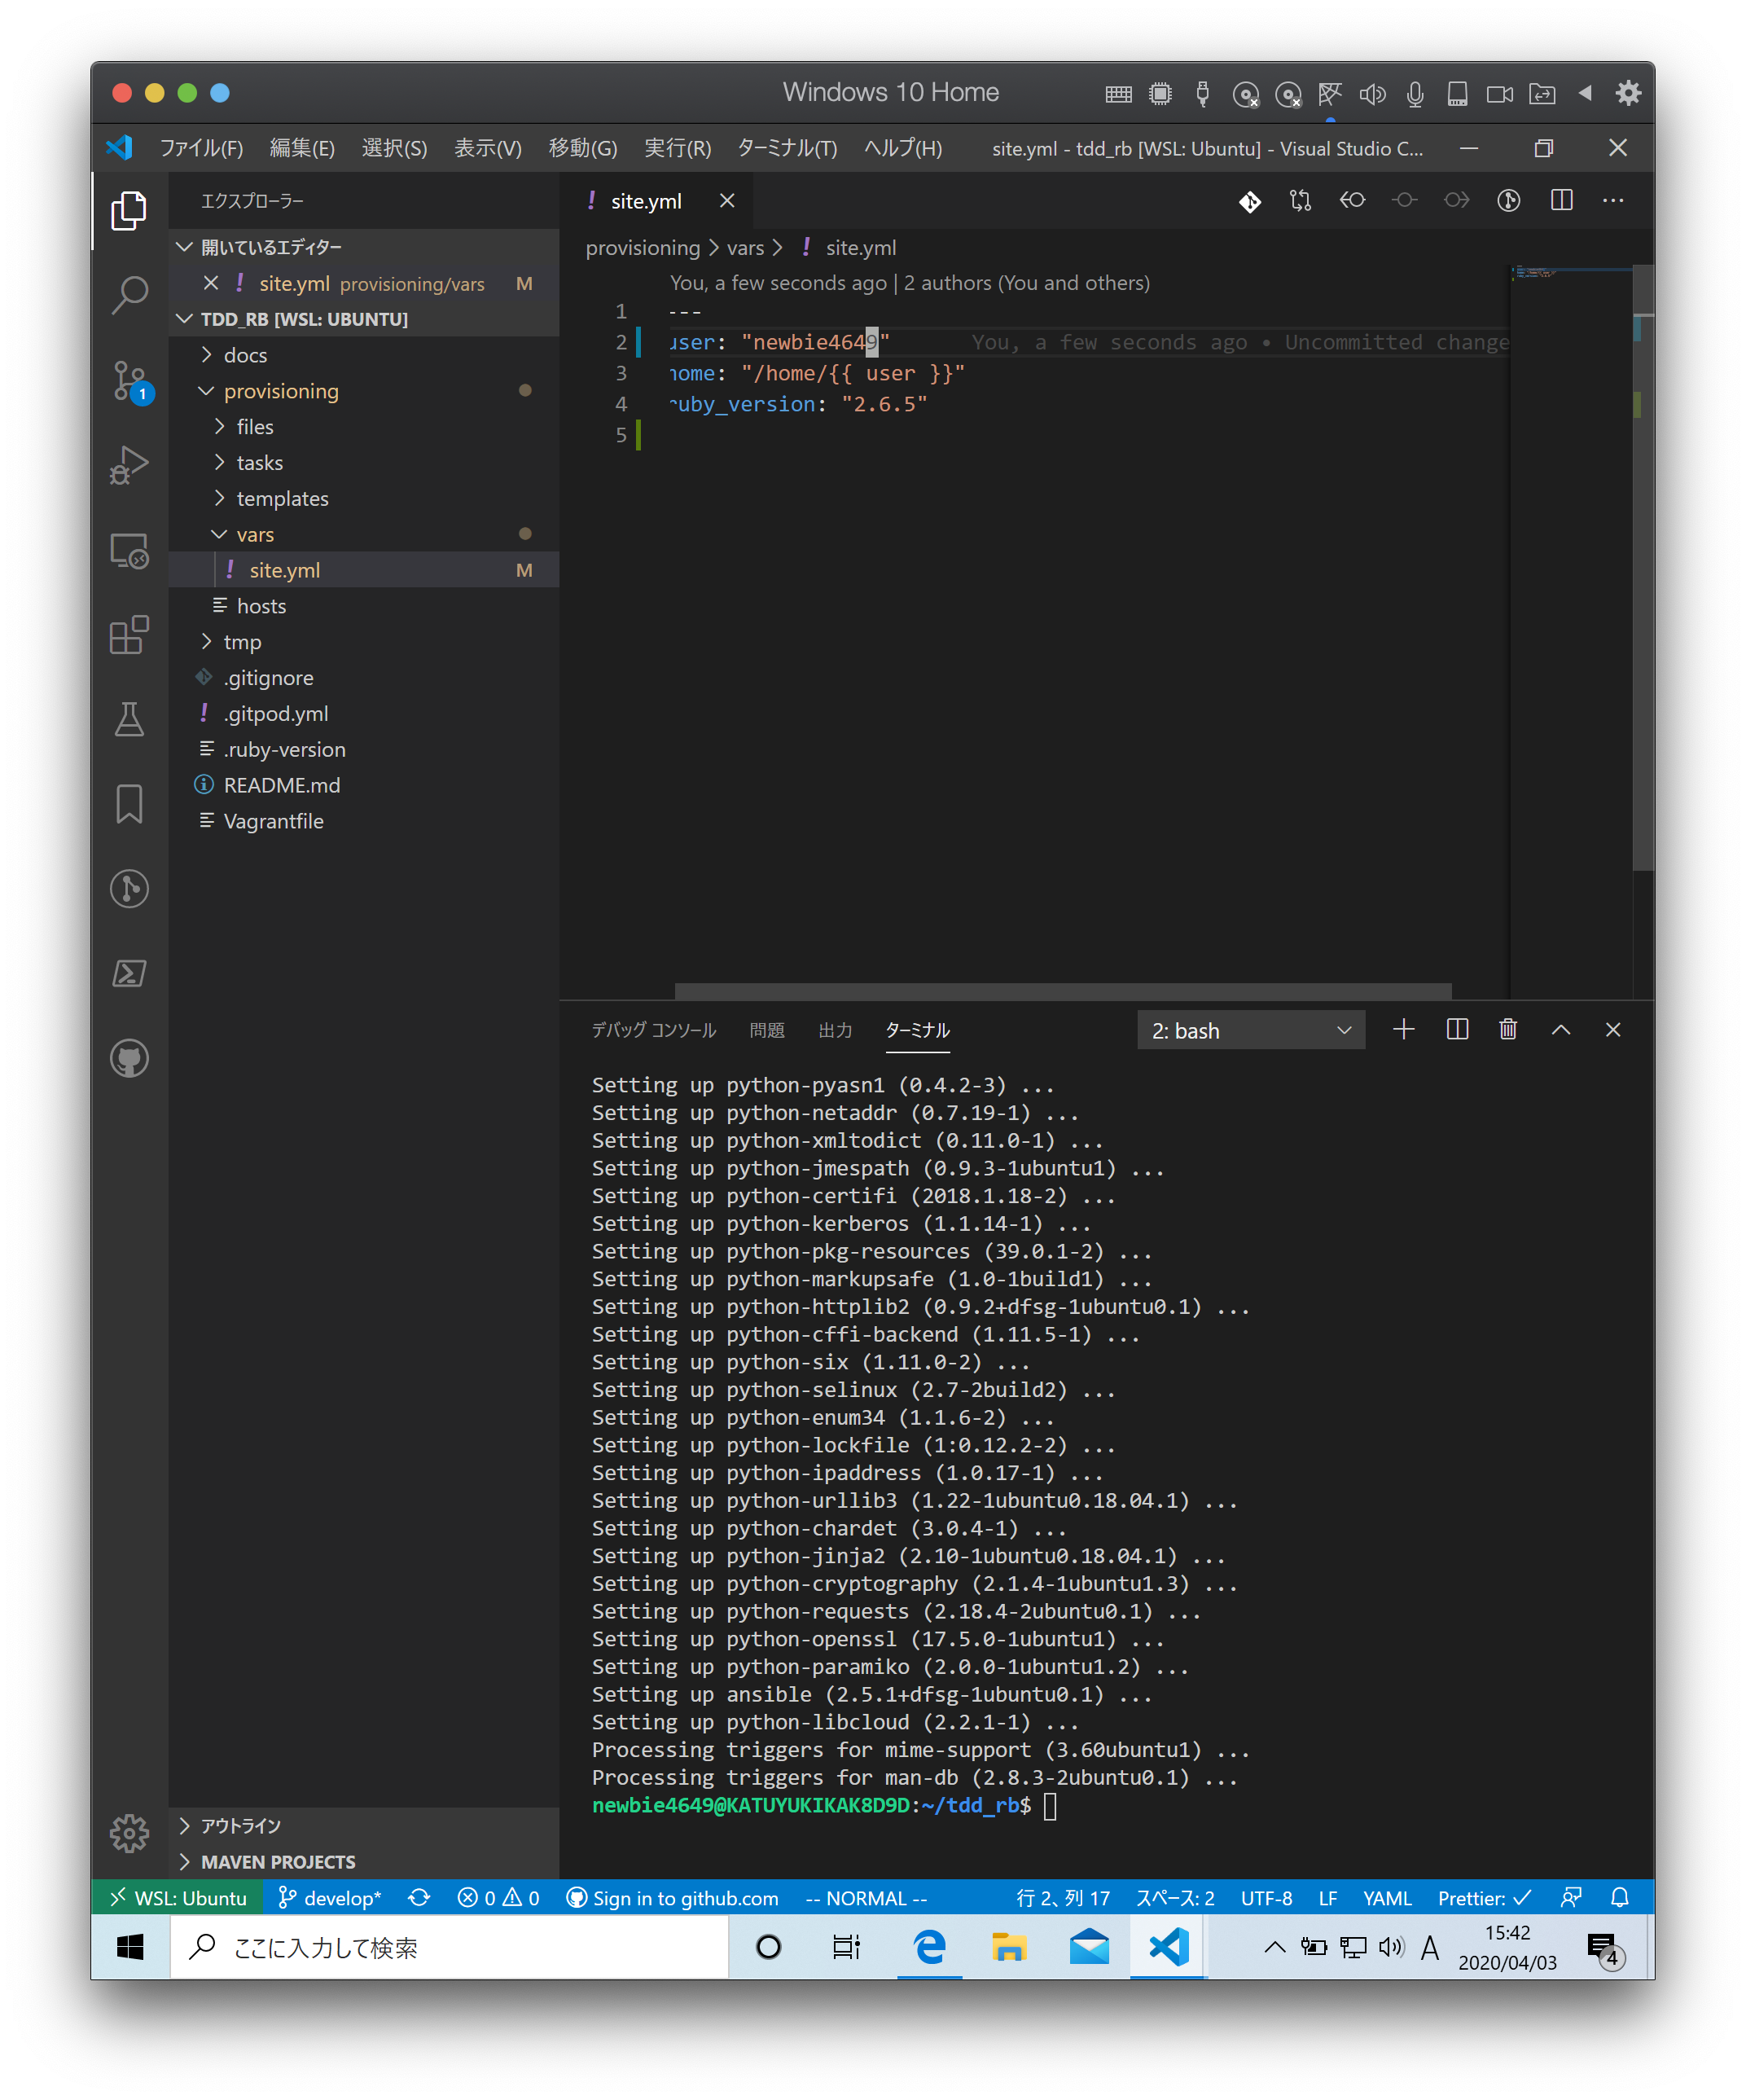 Windows 10 Home
ファイル(F) 編集(E) 選択(S) 表示(V) 移動(G) 実行(R) ターミナル(T) ヘルプ(H) site.yml - tdd_rb [WSL: Ubuntu] - Visual Studio C...
エクスプローラー
開いているエディター
site.yml provisioning/vars M
TDD_RB [WSL: UBUNTU]
docs
provisioning
files
tasks
templates
vars
site.yml M
hosts
tmp
.gitignore
.gitpod.yml
.ruby-version
README.md
Vagrantfile
アウトライン
MAVEN PROJECTS
1
site.yml
provisioning > vars > ! site.yml
You, a few seconds ago | 2 authors (You and others)
1 ---
2 user: "newbie4649" You, a few seconds ago • Uncommitted change
3 home: "/home/{{ user }}"
4 ruby_version: "2.6.5"
5
デバッグ コンソール 問題 出力 ターミナル 2: bash
Setting up python-pyasn1 (0.4.2-3) ...
Setting up python-netaddr (0.7.19-1) ...
Setting up python-xmltodict (0.11.0-1) ...
Setting up python-jmespath (0.9.3-1ubuntu1) ...
Setting up python-certifi (2018.1.18-2) ...
Setting up python-kerberos (1.1.14-1) ...
Setting up python-pkg-resources (39.0.1-2) ...
Setting up python-markupsafe (1.0-1build1) ...
Setting up python-httplib2 (0.9.2+dfsg-1ubuntu0.1) ...
Setting up python-cffi-backend (1.11.5-1) ...
Setting up python-six (1.11.0-2) ...
Setting up python-selinux (2.7-2build2) ...
Setting up python-enum34 (1.1.6-2) ...
Setting up python-lockfile (1:0.12.2-2) ...
Setting up python-ipaddress (1.0.17-1) ...
Setting up python-urllib3 (1.22-1ubuntu0.18.04.1) ...
Setting up python-chardet (3.0.4-1) ...
Setting up python-jinja2 (2.10-1ubuntu0.18.04.1) ...
Setting up python-cryptography (2.1.4-1ubuntu1.3) ...
Setting up python-requests (2.18.4-2ubuntu0.1) ...
Setting up python-openssl (17.5.0-1ubuntu1) ...
Setting up python-paramiko (2.0.0-1ubuntu1.2) ...
Setting up ansible (2.5.1+dfsg-1ubuntu0.1) ...
Setting up python-libcloud (2.2.1-1) ...
Processing triggers for mime-support (3.60ubuntu1) ...
Processing triggers for man-db (2.8.3-2ubuntu0.1) ...
newbie4649@KATUYUKIKAK8D9D:~/tdd_rb$
WSL: Ubuntu develop* 0 0 Sign in to github.com -- NORMAL -- 行 2、列 17 スペース: 2 UTF-8 LF YAML Prettier: ✓
ここに入力して検索 A 15:42
2020/04/03 4